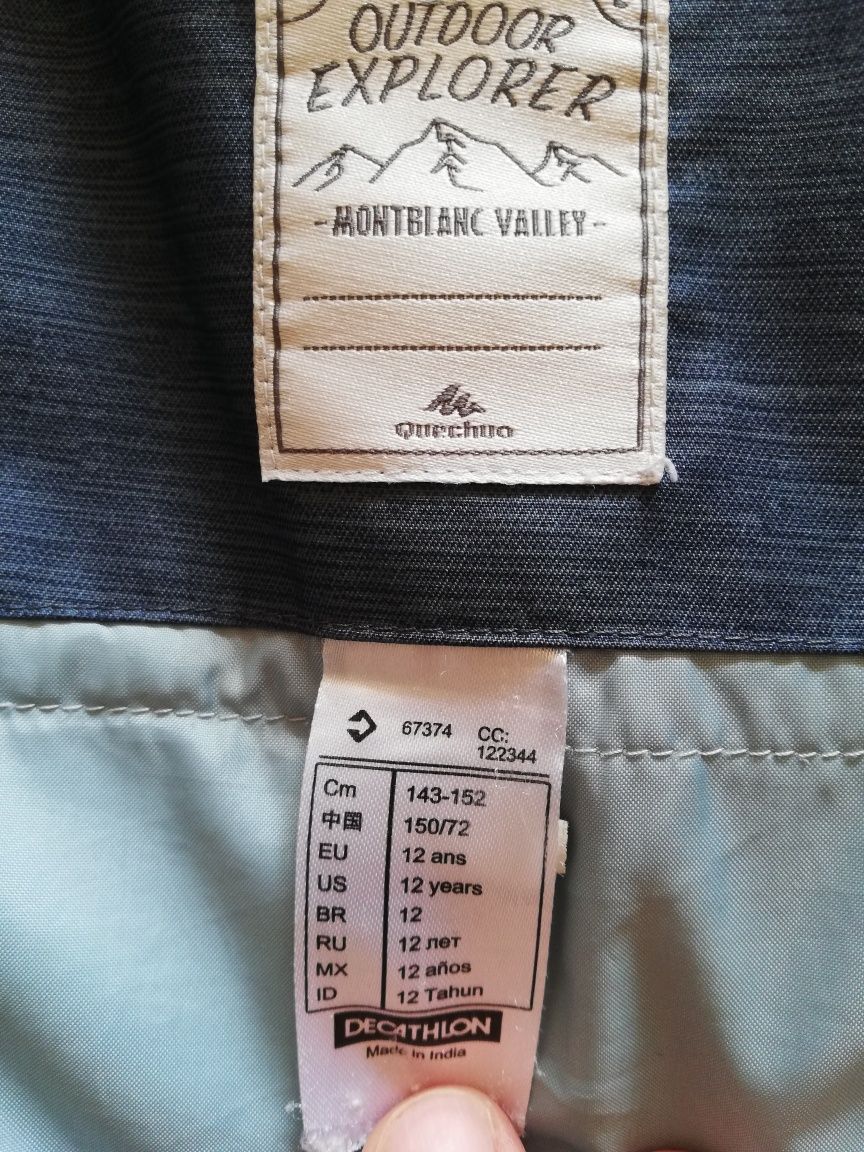 OUTDOOR
EXPLORER
-MONTBLANC VALLEY-
Quechua
67374 CC:
122344
Cm 143-152
中国 150/72
EU 12 ans
US 12 years
BR 12
RU 12 лет
MX 12 años
ID 12 Tahun
DECATHLON
Made in India